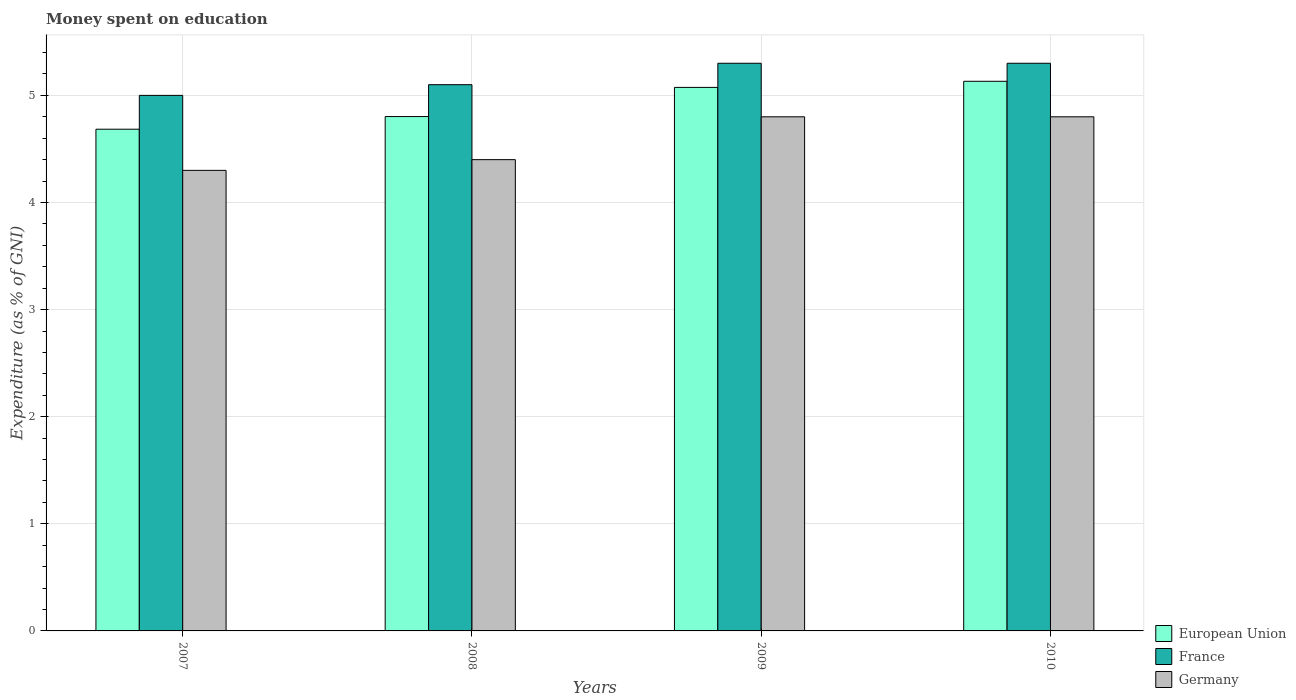 Money spent on education
Expenditure (as % of GNI)
5
4
3
2
1
0
2007
2008
2009
2010
Years
European Union
France
Germany